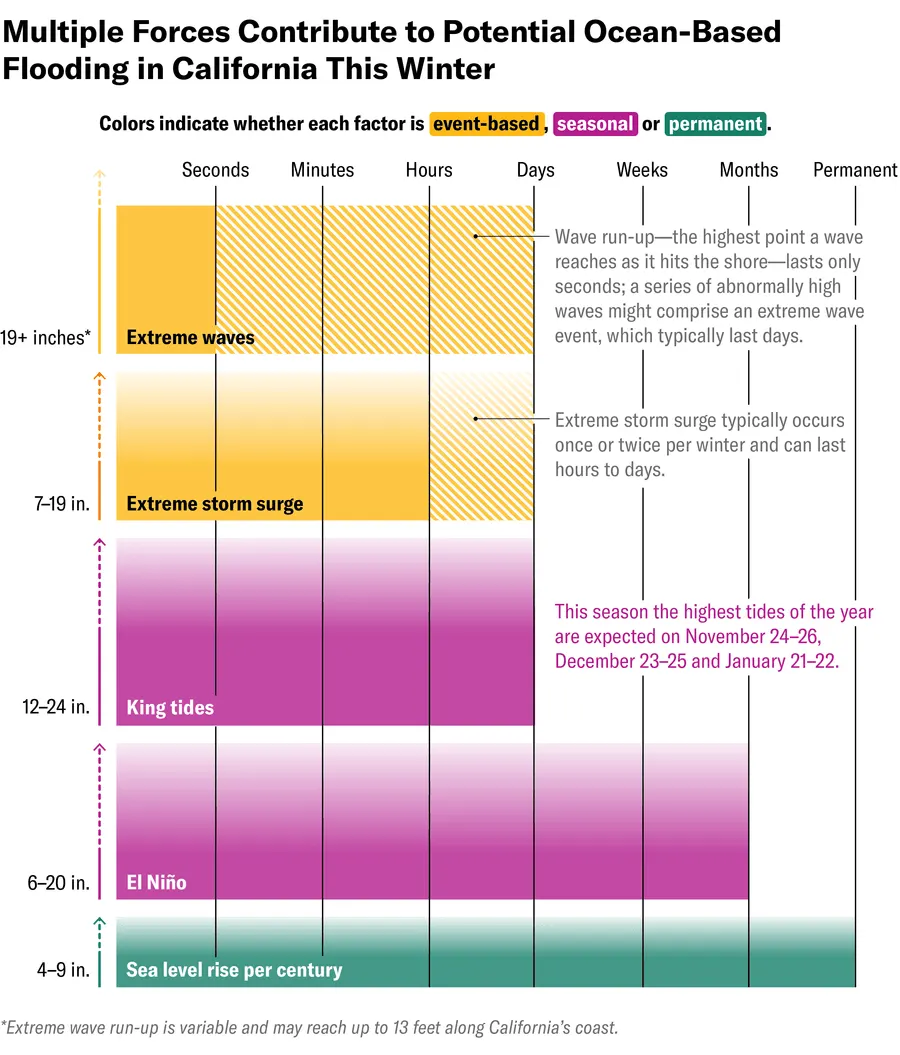 Multiple Forces Contribute to Potential Ocean-Based
Flooding in California This Winter
Colors indicate whether each factor is event-based, seasonal or permanent.
Seconds Minutes Hours Days Weeks Months Permanent
Wave run-up—the highest point a wave
reaches as it hits the shore—lasts only
seconds; a series of abnormally high
waves might comprise an extreme wave
event, which typically last days.
19+ inches*
Extreme waves
Extreme storm surge typically occurs
once or twice per winter and can last
hours to days.
7–19 in.
Extreme storm surge
This season the highest tides of the year
are expected on November 24–26,
December 23–25 and January 21–22.
12–24 in.
King tides
6–20 in.
El Niño
4–9 in.
Sea level rise per century
*Extreme wave run-up is variable and may reach up to 13 feet along California’s coast.